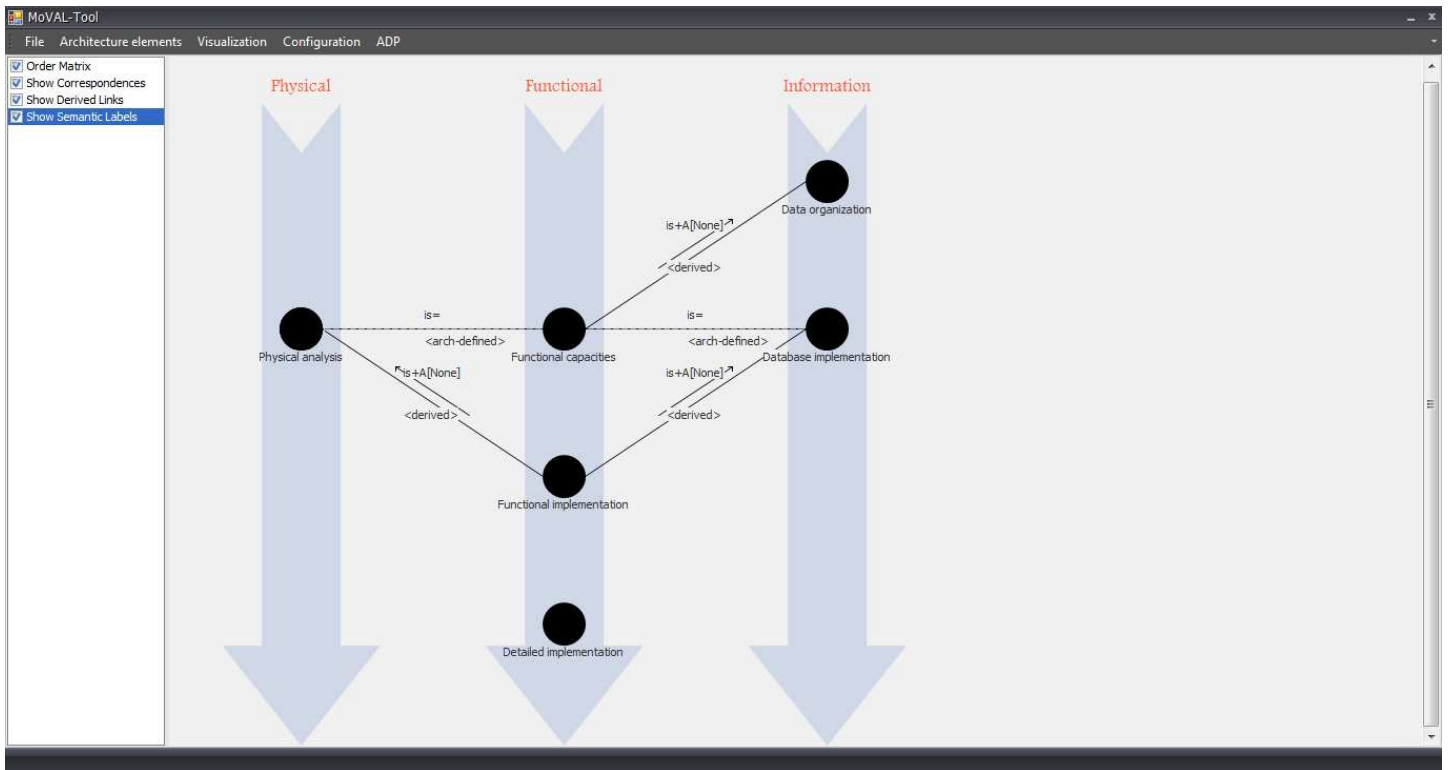 MoVAL-Tool
File Architecture elements Visualization Configuration ADP
Order Matrix
Show Correspondences
Show Derived Links
Show Semantic Labels
Physical Functional Information
Data organization
is+A[None]
<derived>
is= is=
<arch-defined> <arch-defined>
Physical analysis Functional capacities Database implementation
is+A[None] is+A[None]
<derived> <derived>
Functional implementation
Detailed implementation